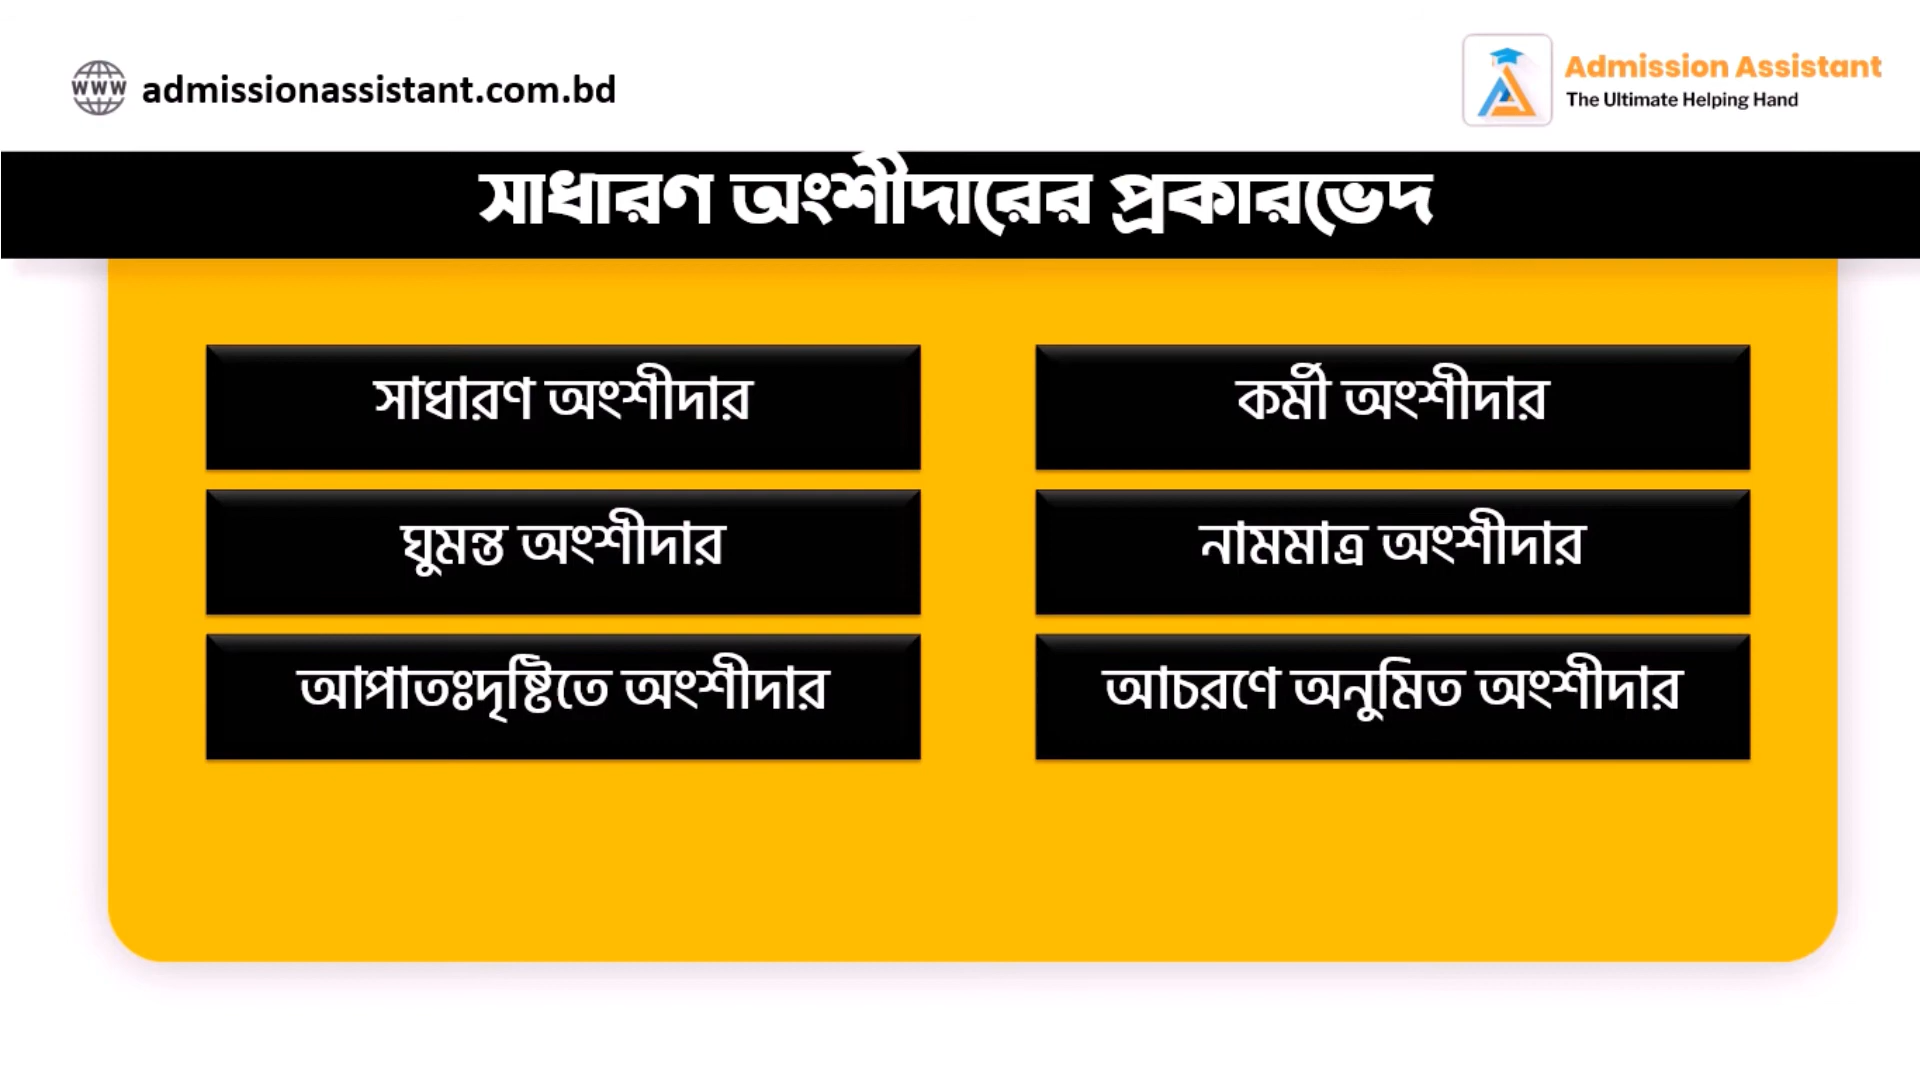 admissionassistant.com.bd
Admission Assistant
The Ultimate Helping Hand
সাধারণ অংশীদারের প্রকারভেদ
সাধারণ অংশীদার
কর্মী অংশীদার
ঘুমন্ত অংশীদার
নামমাত্র অংশীদার
আপাতঃদৃষ্টিতে অংশীদার
আচরণে অনুমিত অংশীদার